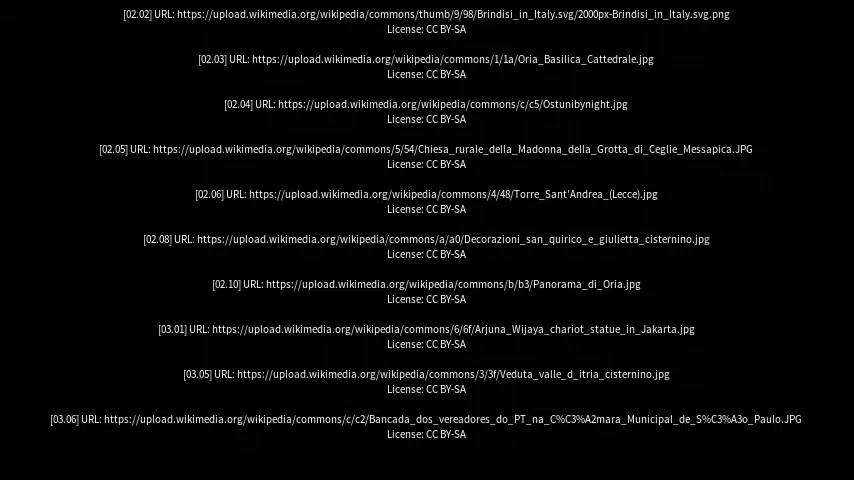 [02.02] URL: https://upload.wikimedia.org/wikipedia/commons/thumb/9/98/Brindisi_in_Italy.svg/2000px-Brindisi_in_Italy.svg.png
License: CC BY-SA
[02.03] URL: https://upload.wikimedia.org/wikipedia/commons/1/1a/Oria_Basilica_Cattedrale.jpg
License: CC BY-SA
[02.04] URL: https://upload.wikimedia.org/wikipedia/commons/c/c5/Ostunibynight.jpg
License: CC BY-SA
[02.05] URL: https://upload.wikimedia.org/wikipedia/commons/5/54/Chiesa_rurale_della_Madonna_della_Grotta_di_Ceglie_Messapica.JPG
License: CC BY-SA
[02.06] URL: https://upload.wikimedia.org/wikipedia/commons/4/48/Torre_Sant'Andrea_(Lecce).jpg
License: CC BY-SA
[02.08] URL: https://upload.wikimedia.org/wikipedia/commons/a/a0/Decorazioni_san_quirico_e_giulietta_cisternino.jpg
License: CC BY-SA
[02.10] URL: https://upload.wikimedia.org/wikipedia/commons/b/b3/Panorama_di_Oria.jpg
License: CC BY-SA
[03.01] URL: https://upload.wikimedia.org/wikipedia/commons/6/6f/Arjuna_Wijaya_chariot_statue_in_Jakarta.jpg
License: CC BY-SA
[03.05] URL: https://upload.wikimedia.org/wikipedia/commons/3/3f/Veduta_valle_d_itria_cisternino.jpg
License: CC BY-SA
[03.06] URL: https://upload.wikimedia.org/wikipedia/commons/c/c2/Bancada_dos_vereadores_do_PT_na_C%C3%A2mara_Municipal_de_S%C3%A3o_Paulo.JPG
License: CC BY-SA